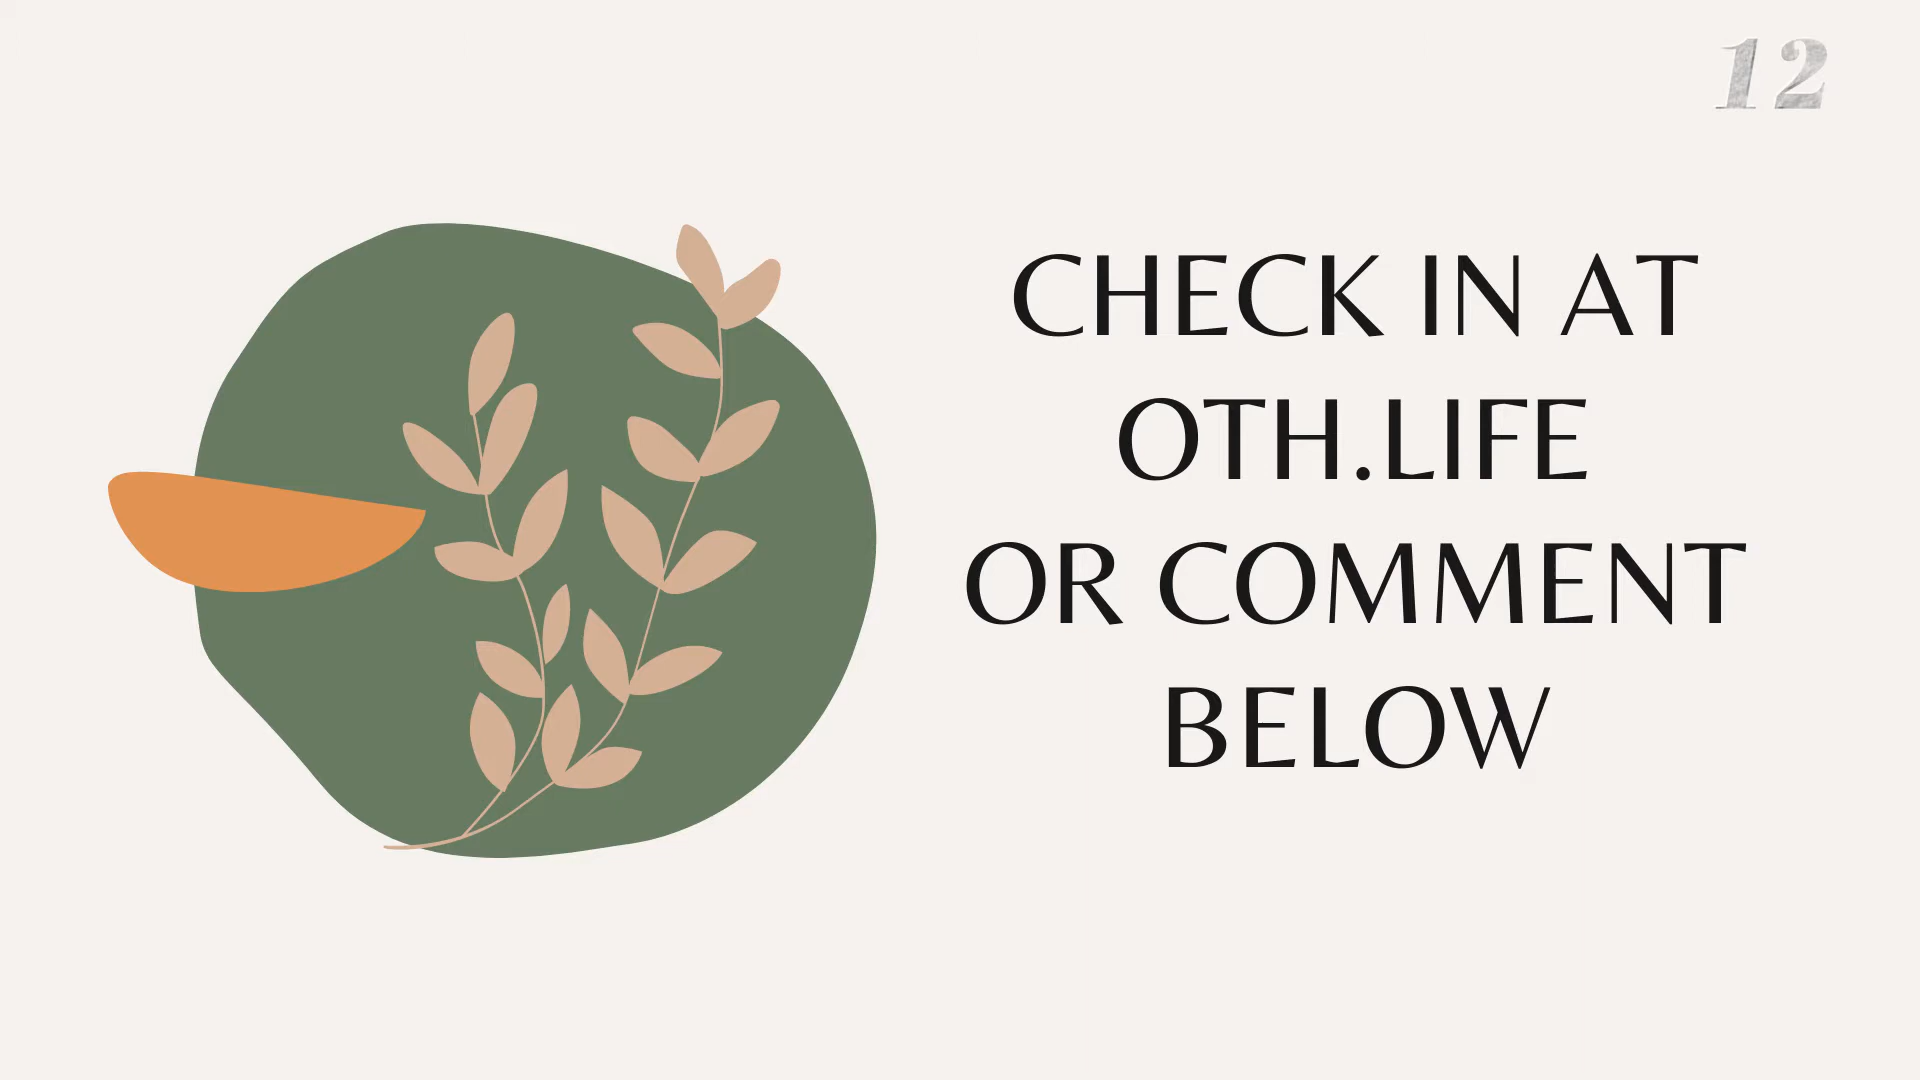 12
CHECK IN AT
OTH.LIFE
OR COMMENT
BELOW